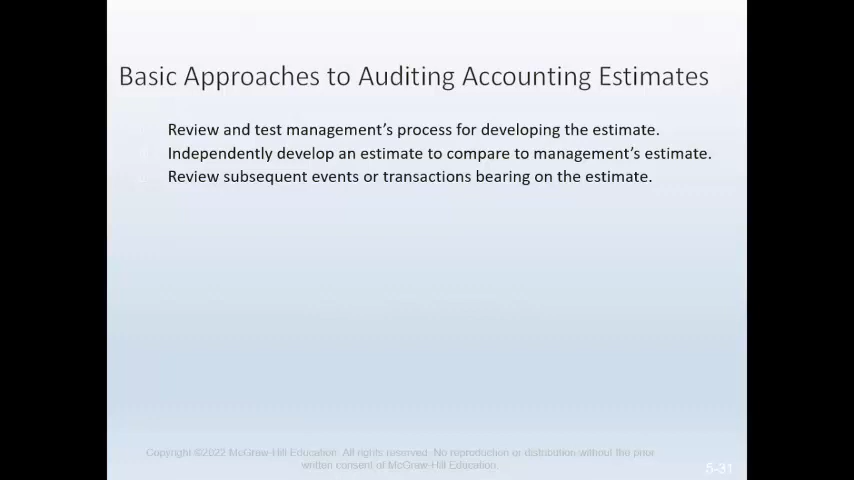 Basic Approaches to Auditing Accounting Estimates
Review and test management’s process for developing the estimate.
Independently develop an estimate to compare to management’s estimate.
Review subsequent events or transactions bearing on the estimate.
Copyright ©2022 McGraw-Hill Education. All rights reserved. No reproduction or distribution without the prior
written consent of McGraw-Hill Education.
5-31